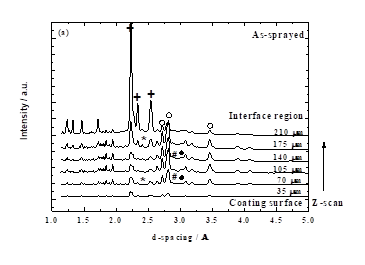 (a)
As-sprayed
Interface region
210 μm
175 μm
140 μm
105 μm
70 μm
35 μm
Coating surface
Z-scan
Intensity / a.u.
1.0 1.5 2.0 2.5 3.0 3.5 4.0 4.5 5.0
d-spacing / A